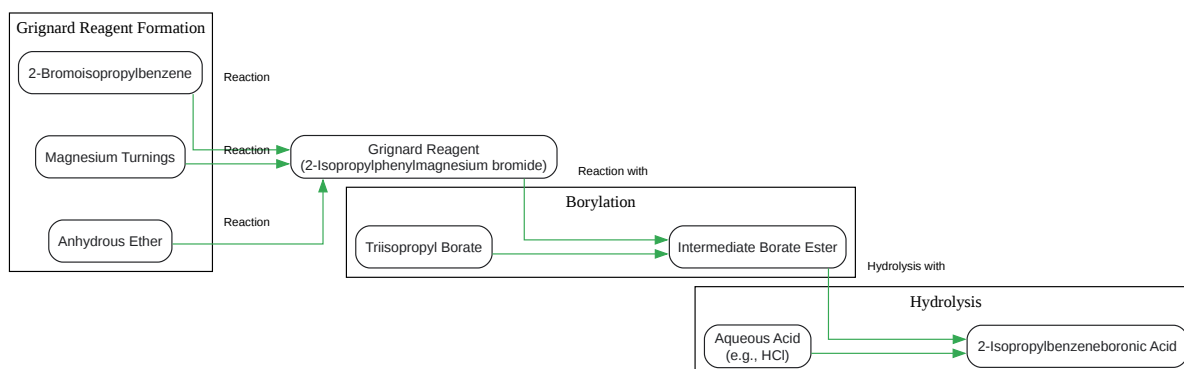 Grignard Reagent Formation
2-Bromoisopropylbenzene
Reaction
Magnesium Turnings
Reaction
Grignard Reagent
(2-Isopropylphenylmagnesium bromide)
Reaction with
Anhydrous Ether
Reaction
Borylation
Triisopropyl Borate
Intermediate Borate Ester
Hydrolysis with
Hydrolysis
Aqueous Acid
(e.g., HCl)
2-Isopropylbenzeneboronic Acid